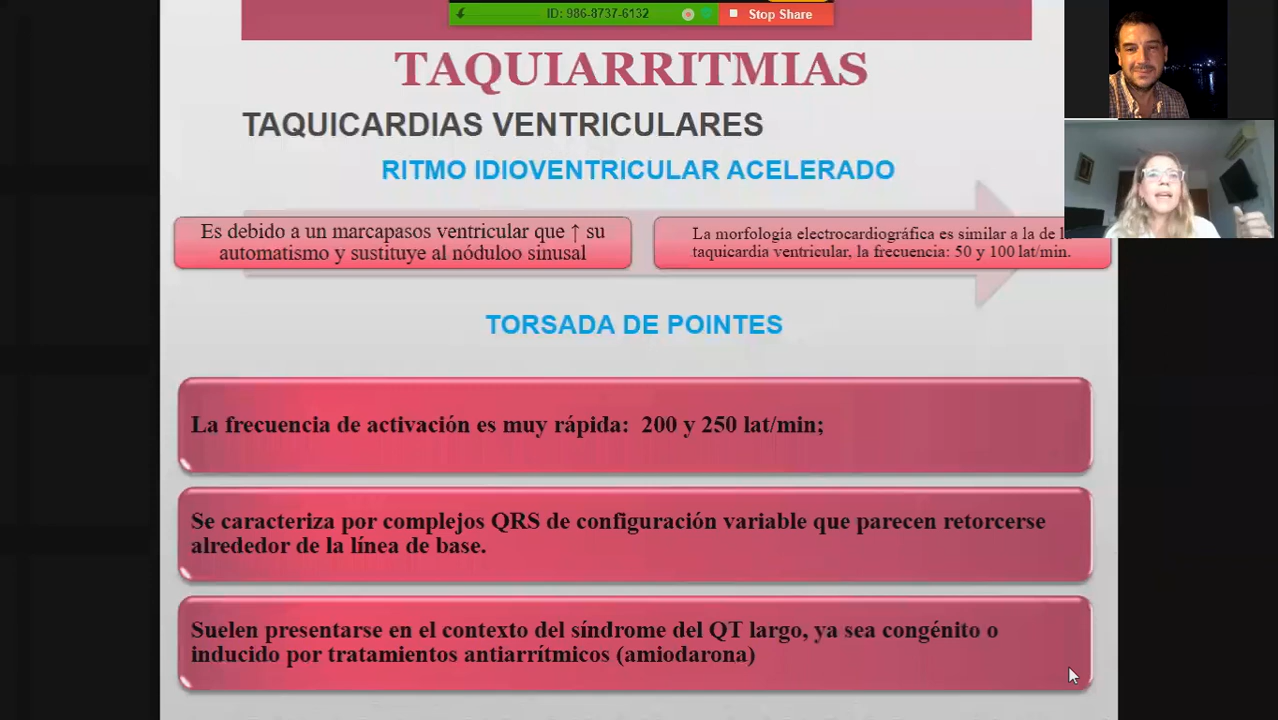 ID: 986-8737-6132
Stop Share
TAQUIARRITMIAS
TAQUICARDIAS VENTRICULARES
RITMO IDIOVENTRICULAR ACELERADO
Es debido a un marcapasos ventricular que ↑ su
automatismo y sustituye al nóduloo sinusal
La morfología electrocardiográfica es similar a la de
taquicardia ventricular, la frecuencia: 50 y 100 lat/min.
TORSADA DE POINTES
La frecuencia de activación es muy rápida: 200 y 250 lat/min;
Se caracteriza por complejos QRS de configuración variable que parecen retorcerse
alrededor de la línea de base.
Suelen presentarse en el contexto del síndrome del QT largo, ya sea congénito o
inducido por tratamientos antiarrítmicos (amiodarona)